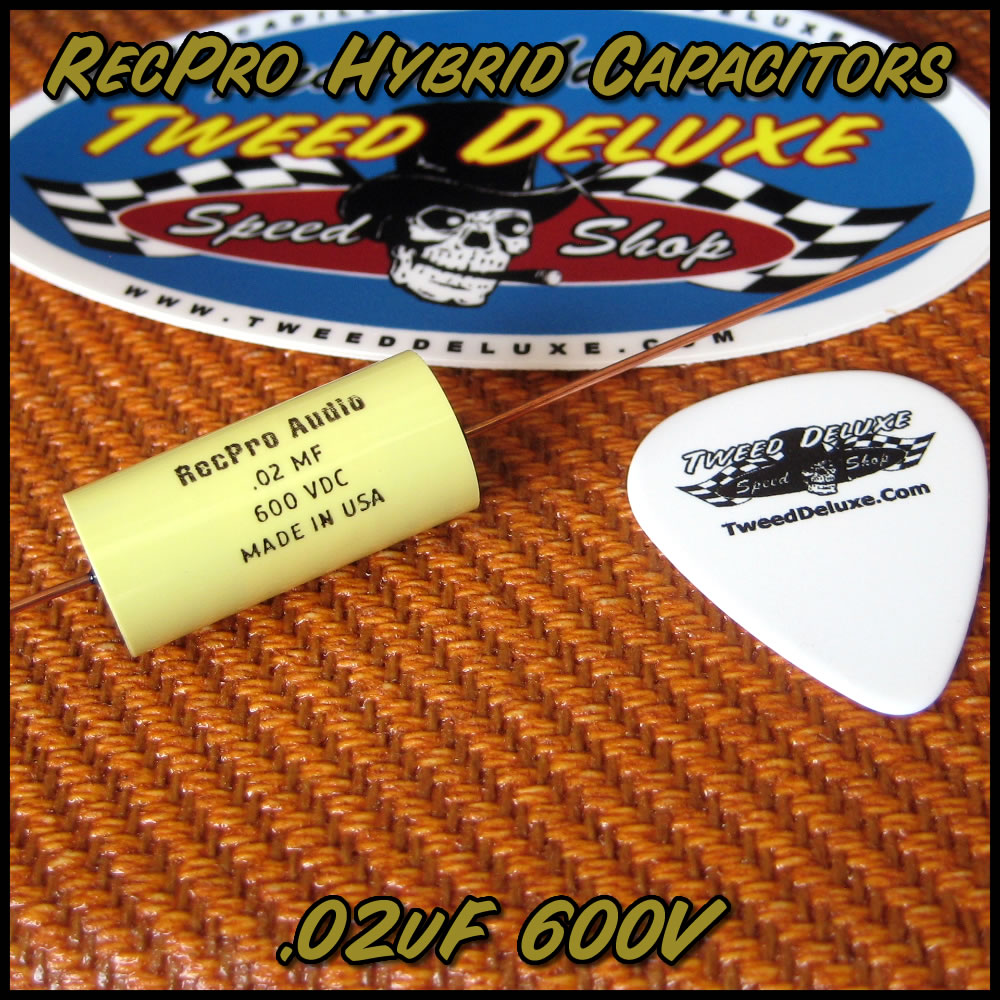 RecPro Hybrid Capacitors
Tweed Deluxe
Speed Shop
www.tweeddeluxe.com
RecPro Audio
.02 MF
600 VDC
MADE IN USA
Tweed Deluxe
Speed Shop
TweedDeluxe.Com
.02uF 600V